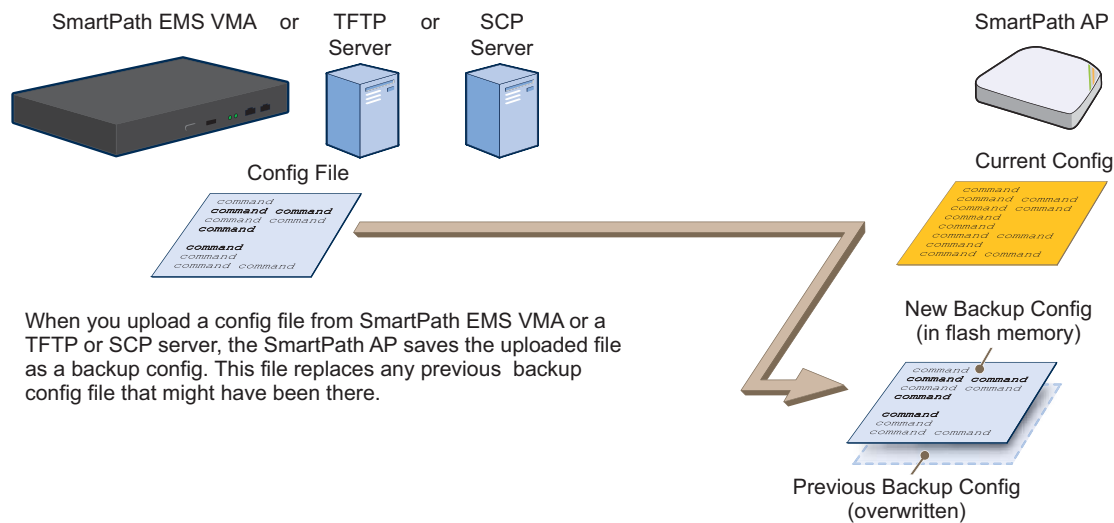 SmartPath EMS VMA or TFTP Server or SCP Server
SmartPath AP
Config File
command
command command
command command
command
command
command
command command
Current Config
command
command command
command command
command
command
command command
command
command command
When you upload a config file from SmartPath EMS VMA or a
TFTP or SCP server, the SmartPath AP saves the uploaded file
as a backup config. This file replaces any previous backup
config file that might have been there.
New Backup Config
(in flash memory)
command
command command
command command
command
command
command
command command
Previous Backup Config
(overwritten)